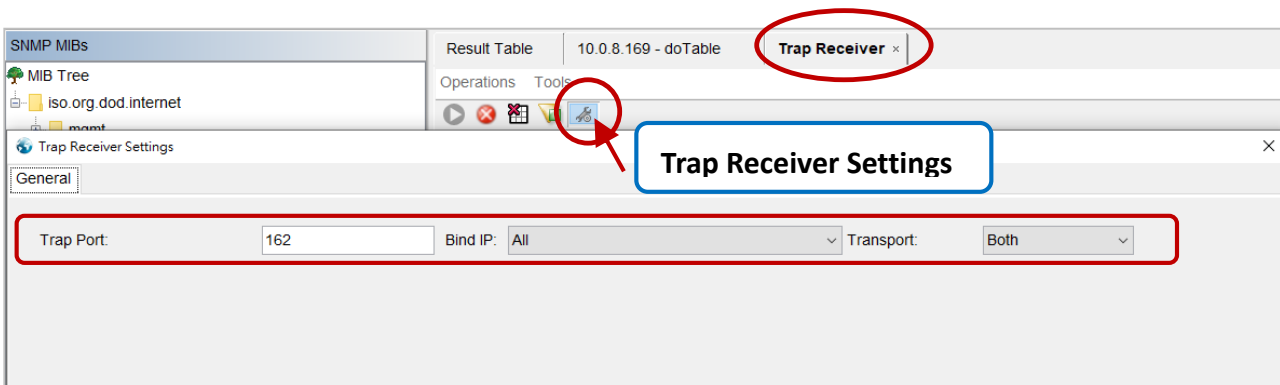 SNMP MIBs
Result Table 10.0.8.169 - doTable Trap Receiver ×
MIB Tree
Operations Tools
iso.org.dod.internet
mgmt
Trap Receiver Settings
Trap Receiver Settings
General
Trap Port: 162 Bind IP: All Transport: Both